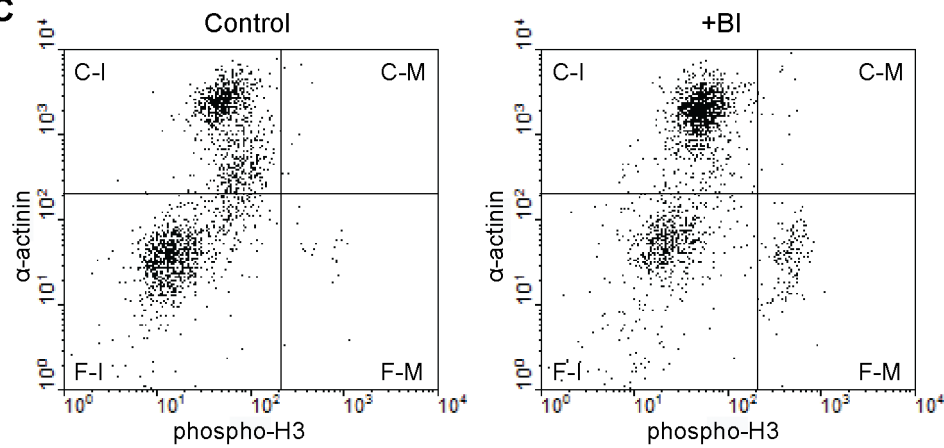 C
Control
+BI
10⁴
C-I
C-M
10³
10²
10¹
10⁰
α-actinin
F-I
F-M
10⁰ 10¹ 10² 10³ 10⁴
phospho-H3
10⁴
C-I
C-M
10³
10²
10¹
10⁰
α-actinin
F-I
F-M
10⁰ 10¹ 10² 10³ 10⁴
phospho-H3